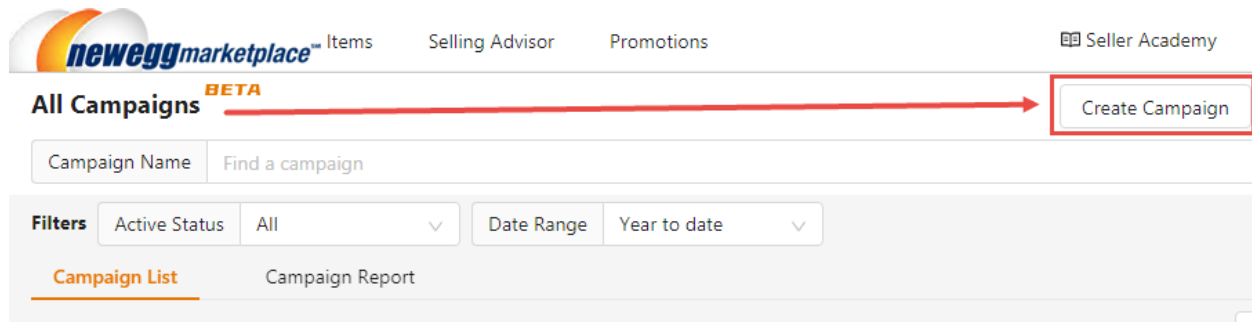 neweggmarketplace℠ Items Selling Advisor Promotions Seller Academy
All Campaigns BETA Create Campaign
Campaign Name Find a campaign
Filters Active Status All Date Range Year to date
Campaign List Campaign Report